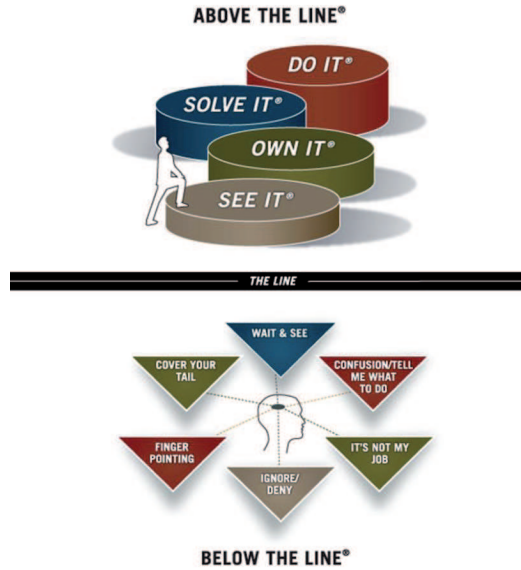 ABOVE THE LINE®
DO IT®
SOLVE IT®
OWN IT®
SEE IT®
THE LINE
WAIT & SEE
COVER YOUR
TAIL
CONFUSION/TELL
ME WHAT
TO DO
FINGER
POINTING
IT'S NOT MY
JOB
IGNORE/
DENY
BELOW THE LINE®